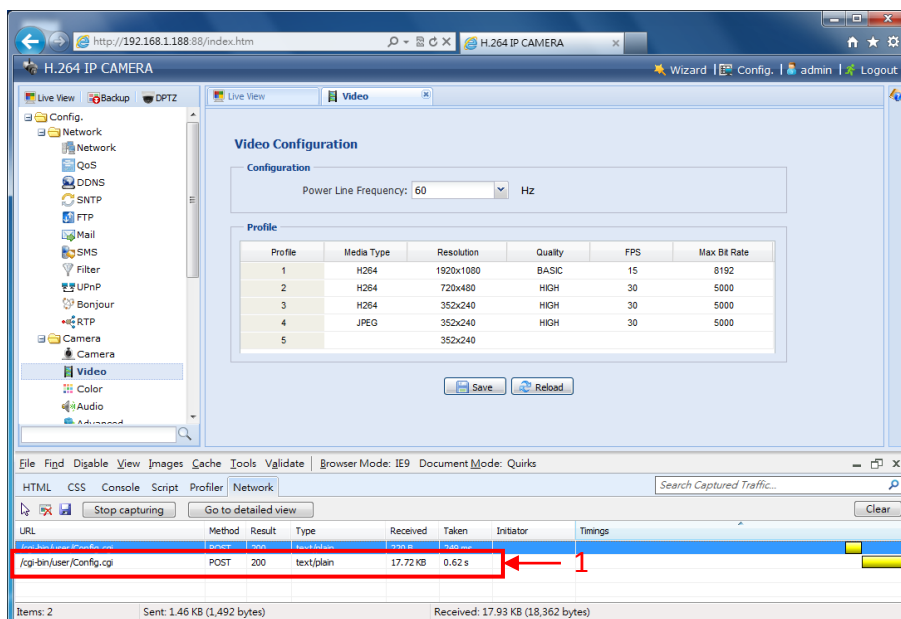 http://192.168.1.188:88/index.htm
H.264 IP CAMERA
H.264 IP CAMERA
Wizard | Config. | admin | Logout
Live View Backup DPTZ
Live View Video
Config.
Network
Network
QoS
DDNS
SNTP
FTP
Mail
SMS
Filter
UPnP
Bonjour
RTP
Camera
Camera
Video
Color
Audio
Advanced
Video Configuration
Configuration
Power Line Frequency: 60 Hz
Profile
Profile Media Type Resolution Quality FPS Max Bit Rate
1 H264 1920x1080 BASIC 15 8192
2 H264 720x480 HIGH 30 5000
3 H264 352x240 HIGH 30 5000
4 JPEG 352x240 HIGH 30 5000
5 352x240
Save Reload
File Find Disable View Images Cache Tools Validate | Browser Mode: IE9 Document Mode: Quirks
HTML CSS Console Script Profiler Network Search Captured Traffic...
Stop capturing Go to detailed view Clear
URL Method Result Type Received Taken Initiator Timings
/cgi-bin/user/Config.cgi POST 200 text/plain 220 B 249 ms
/cgi-bin/user/Config.cgi POST 200 text/plain 17.72 KB 0.62 s 1
Items: 2 Sent: 1.46 KB (1,492 bytes) Received: 17.93 KB (18,362 bytes)